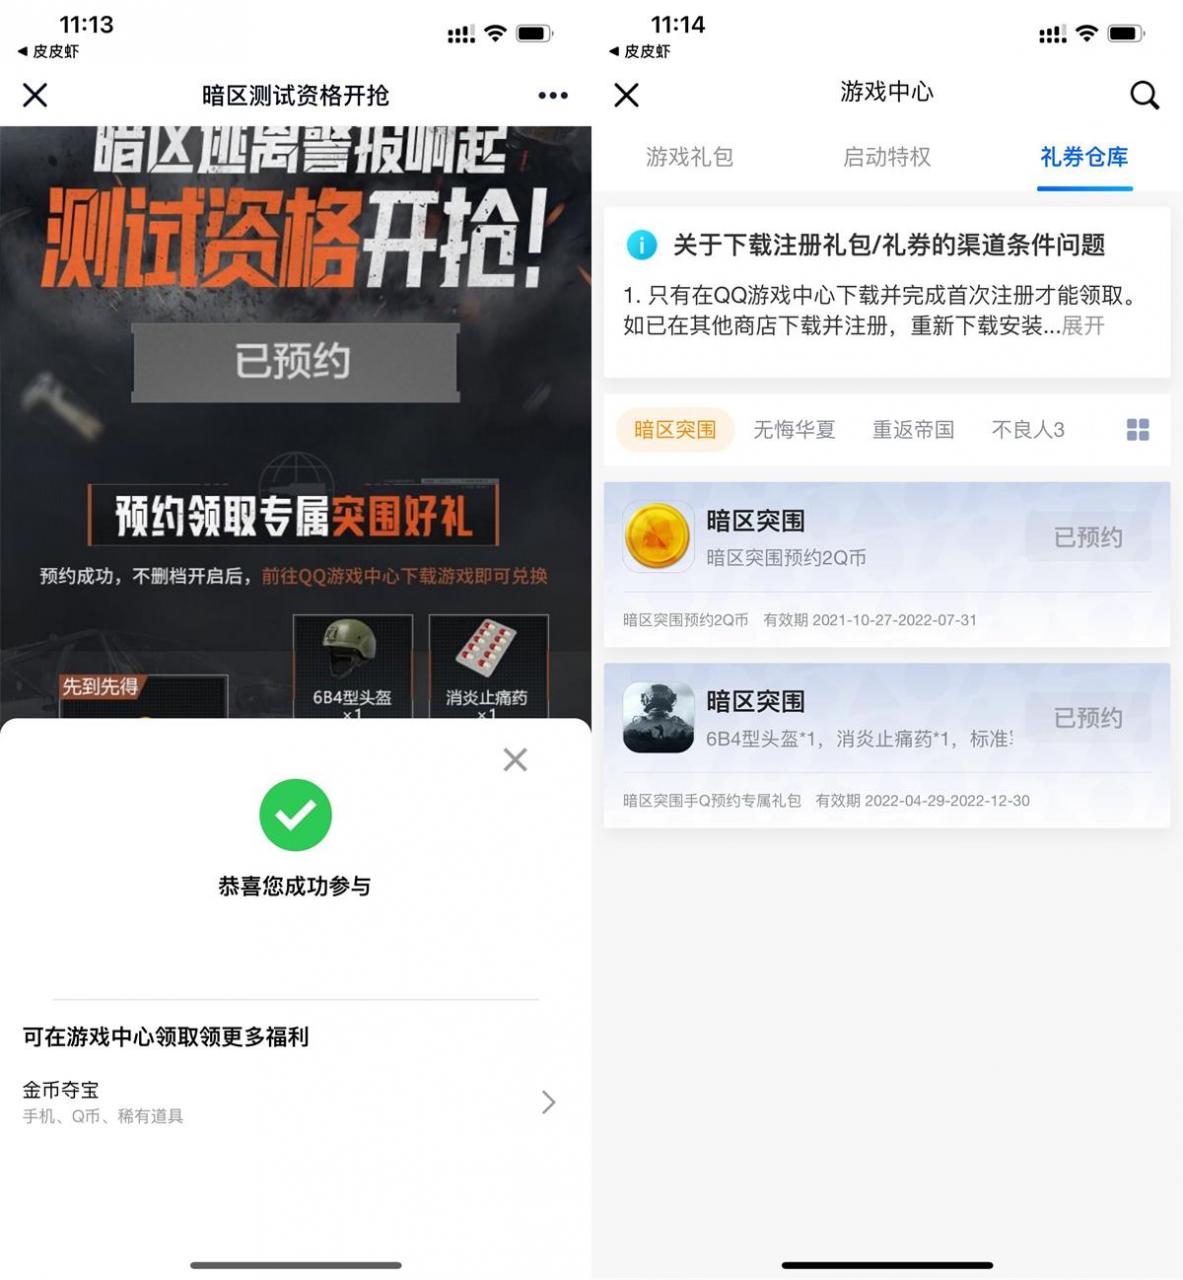 11:13
◀ 皮皮虾
暗区测试资格开抢
暗区逃离警报响起
测试资格开抢!
已预约
预约领取专属突围好礼
预约成功，不删档开启后，前往QQ游戏中心下载游戏即可兑换
先到先得
6B4型头盔
×1
消炎止痛药
×1
恭喜您成功参与
可在游戏中心领取领更多福利
金币夺宝
手机、Q币、稀有道具
11:14
◀ 皮皮虾
游戏中心
游戏礼包
启动特权
礼券仓库
关于下载注册礼包/礼券的渠道条件问题
1. 只有在QQ游戏中心下载并完成首次注册才能领取。
如已在其他商店下载并注册，重新下载安装...展开
暗区突围
无悔华夏
重返帝国
不良人3
暗区突围
暗区突围预约2Q币
已预约
暗区突围预约2Q币 有效期 2021-10-27-2022-07-31
暗区突围
6B4型头盔*1，消炎止痛药*1，标准
已预约
暗区突围手Q预约专属礼包 有效期 2022-04-29-2022-12-30